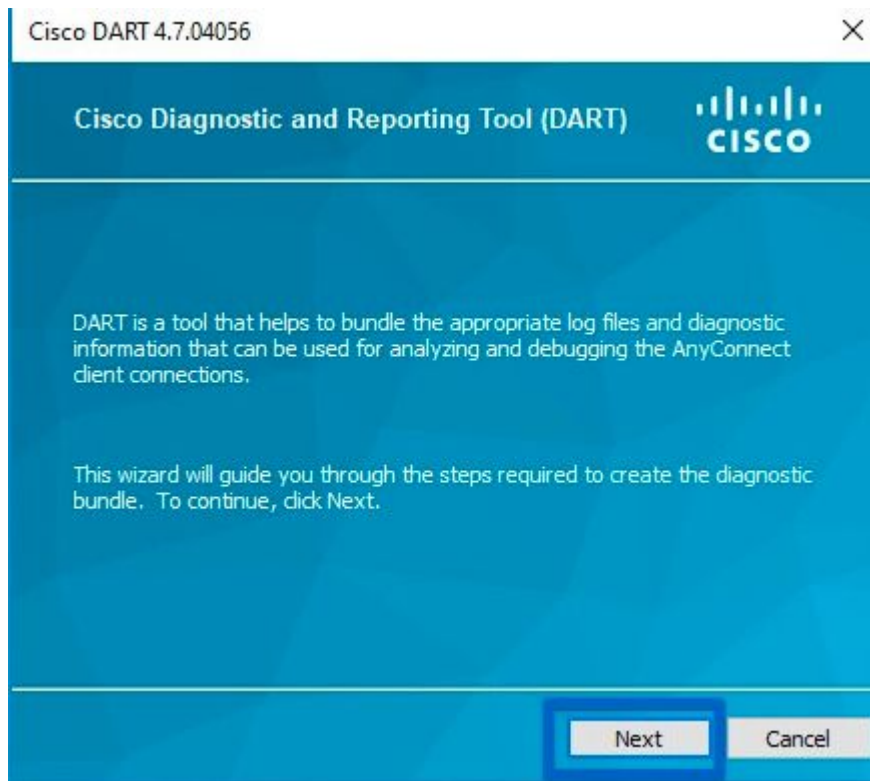 Cisco DART 4.7.04056
Cisco Diagnostic and Reporting Tool (DART)
CISCO
DART is a tool that helps to bundle the appropriate log files and diagnostic
information that can be used for analyzing and debugging the AnyConnect
client connections.
This wizard will guide you through the steps required to create the diagnostic
bundle.  To continue, click Next.
Next
Cancel